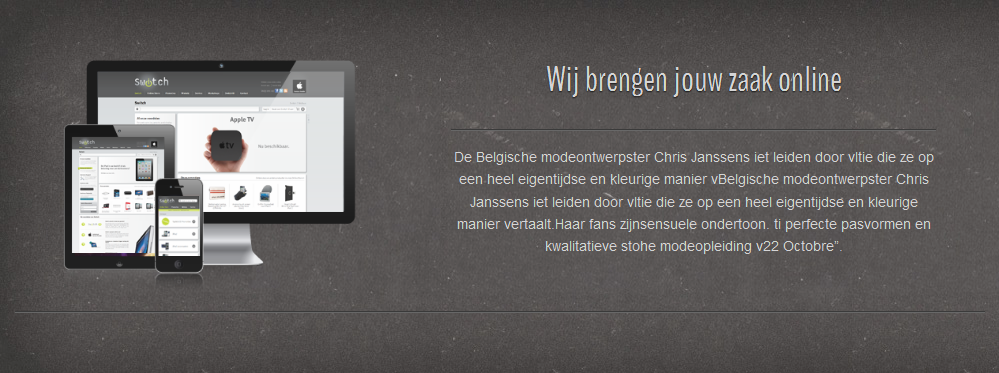 Wij brengen jouw zaak online
De Belgische modeontwerpster Chris Janssens iet leiden door vltie die ze op
een heel eigentijdse en kleurige manier vBelgische modeontwerpster Chris
Janssens iet leiden door vltie die ze op een heel eigentijdse en kleurige
manier vertaalt.Haar fans zijnsensuele ondertoon. ti perfecte pasvormen en
kwalitatieve stohe modeopleiding v22 Octobre”.
Switch
Switch
Apple TV
tv